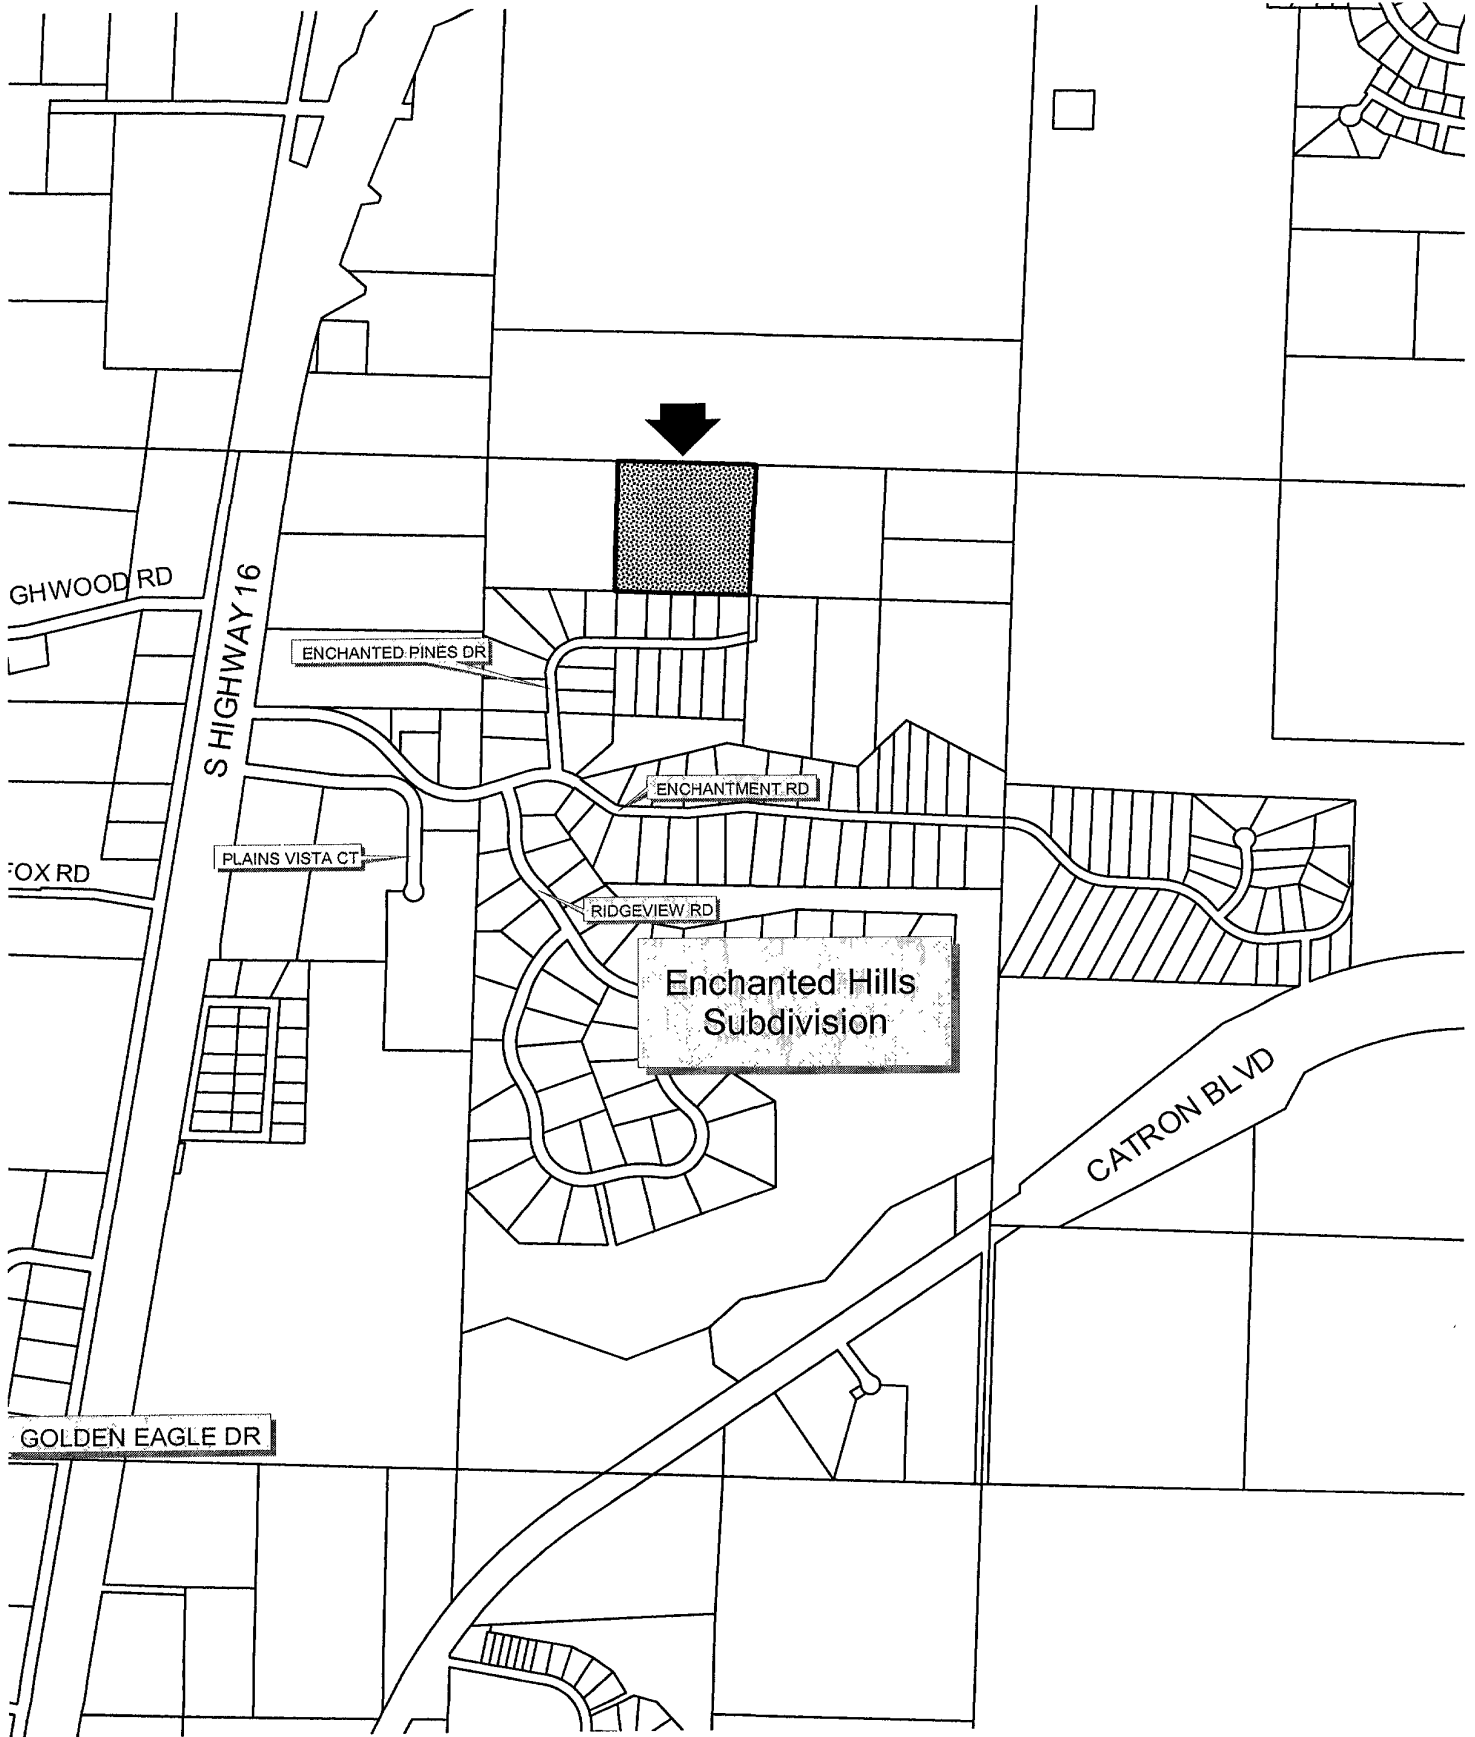 GHWOOD RD
S HIGHWAY 16
ENCHANTED PINES DR
ENCHANTMENT RD
PLAINS VISTA CT
FOX RD
RIDGEVIEW RD
Enchanted Hills
Subdivision
CATRON BLVD
GOLDEN EAGLE DR